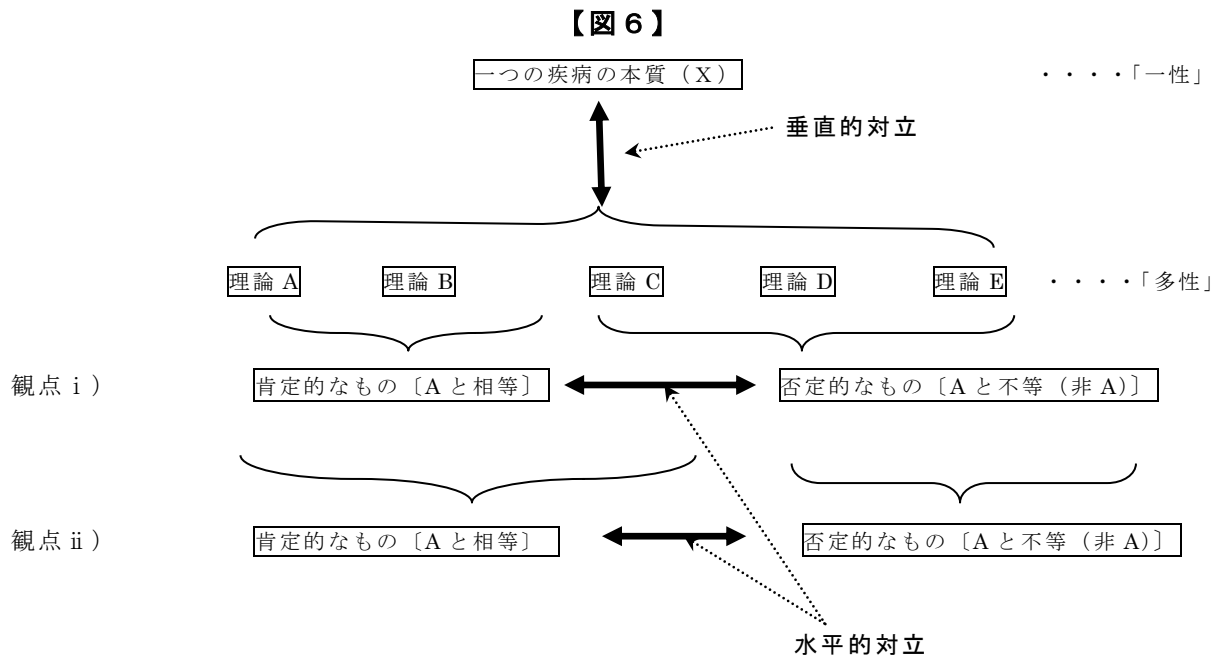 【図６】
一つの疾病の本質（X） ・・・・「一性」
垂直的対立
理論 A 理論 B 理論 C 理論 D 理論 E ・・・・「多性」
観点 ⅰ） 肯定的なもの〔A と相等〕 否定的なもの〔A と不等（非 A）〕
観点 ⅱ） 肯定的なもの〔A と相等〕 否定的なもの〔A と不等（非 A）〕
水平的対立